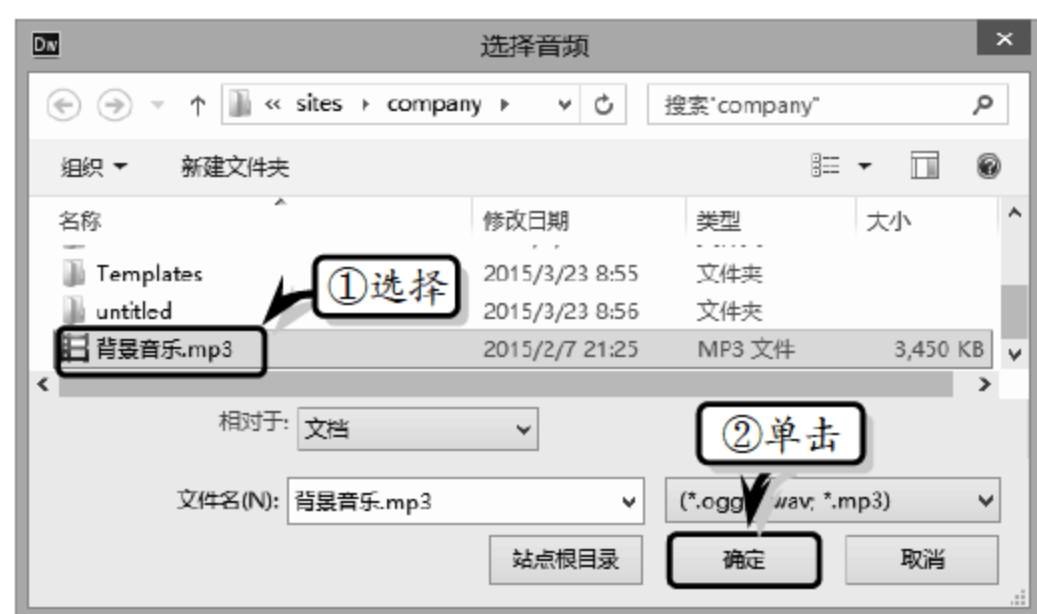 Dw 选择音频
« sites company 搜索"company"
组织 新建文件夹
名称 修改日期 类型 大小
Templates 2015/3/23 8:55 文件夹
①选择
untitled 2015/3/23 8:56 文件夹
背景音乐.mp3 2015/2/7 21:25 MP3 文件 3,450 KB
相对于: 文档
②单击
文件名(N): 背景音乐.mp3 (*.ogg wav; *.mp3)
站点根目录 确定 取消